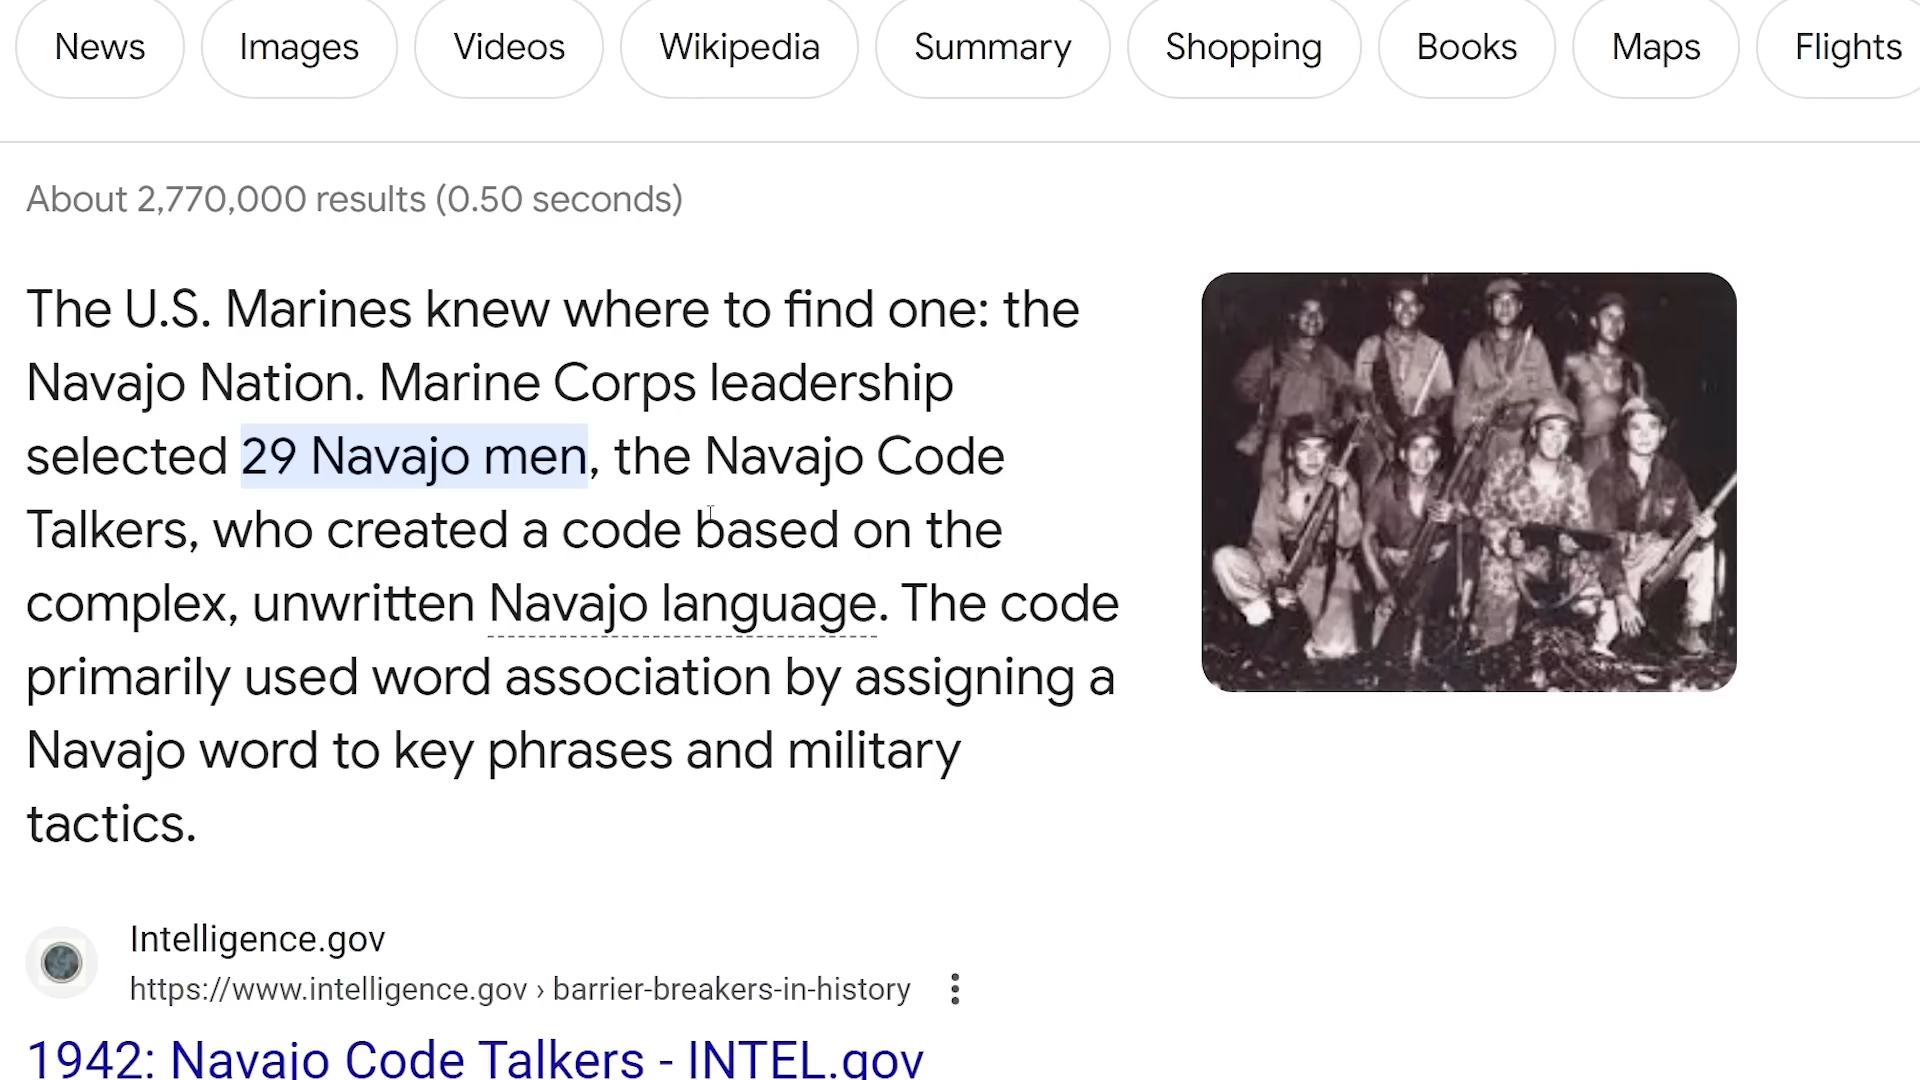 News Images Videos Wikipedia Summary Shopping Books Maps Flights
About 2,770,000 results (0.50 seconds)
The U.S. Marines knew where to find one: the
Navajo Nation. Marine Corps leadership
selected 29 Navajo men, the Navajo Code
Talkers, who created a code based on the
complex, unwritten Navajo language. The code
primarily used word association by assigning a
Navajo word to key phrases and military
tactics.
Intelligence.gov
https://www.intelligence.gov › barrier-breakers-in-history
1942: Navajo Code Talkers - INTEL.gov